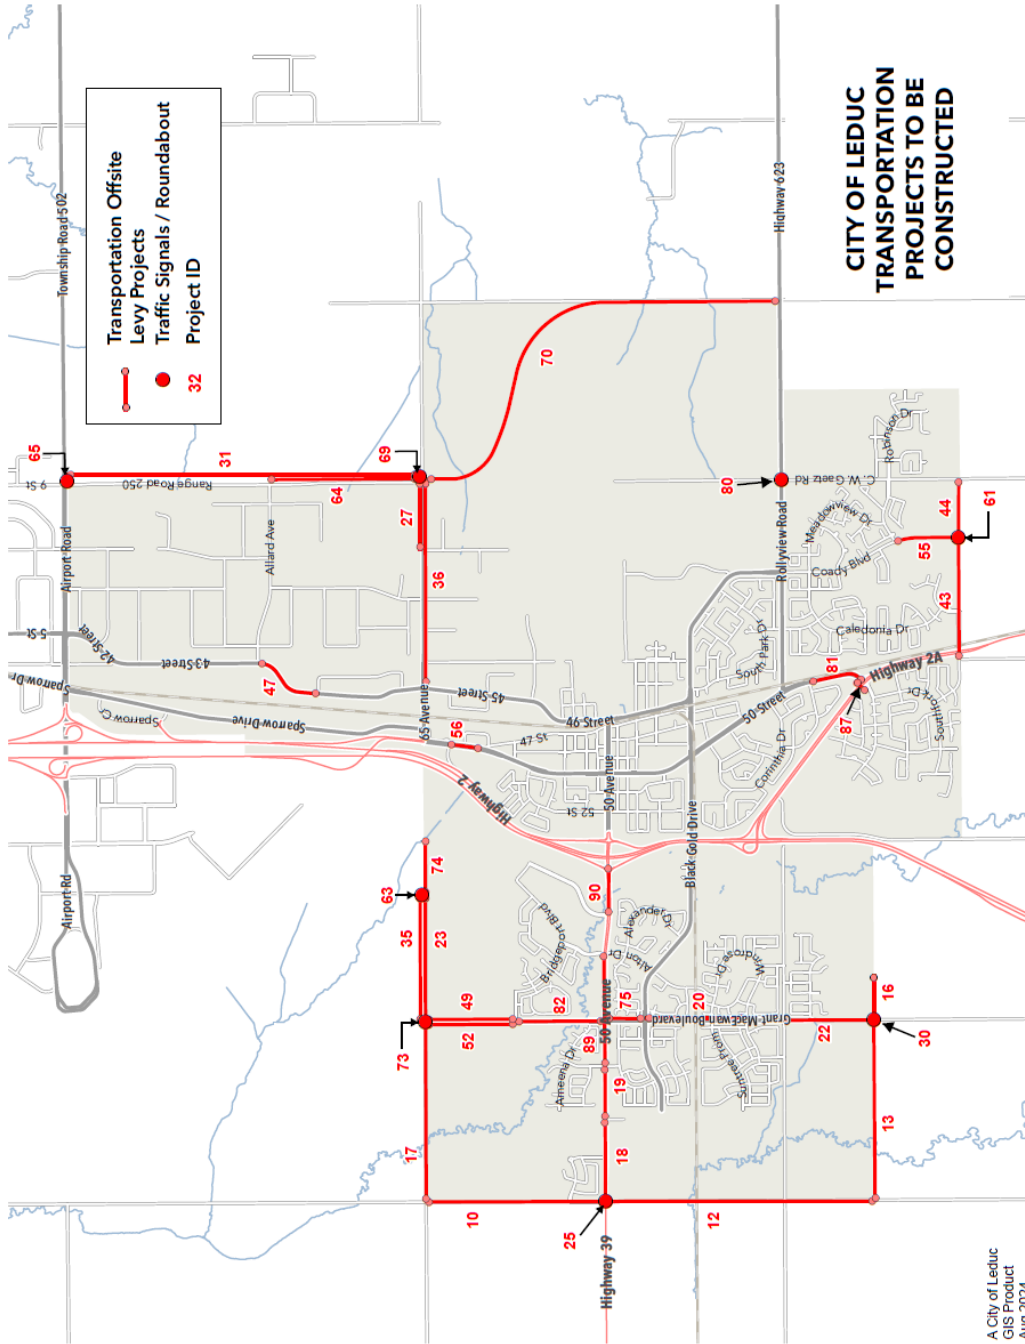 CITY OF LEDUC
TRANSPORTATION
PROJECTS TO BE
CONSTRUCTED
Transportation Offsite
Levy Projects
Traffic Signals / Roundabout
32 Project ID
Township Road 502
65
9 St
Range Road 250
31
64
69
27
36
70
Airport Road
5 St
42 Street
43 Street
Allard Ave
47
Sparrow Dr
Sparrow Cr
Sparrow Drive
Airport Rd
65 Avenue
45 Street
46 Street
56
47 St
Highway 2
52 St
50 Avenue
50 Street
Black Gold Drive
Corinthia Dr
South Park Dr
Highway 623
80
C. W. Gaetz Rd
Rollyview Road
Robinson Dr
Meadowview Dr
Coady Blvd
55
44
61
43
Caledonia Dr
81
Highway 2A
87
Southfork Dr
74
63
35
23
90
Bridgeport Blvd
Alexander Dr
Alton Dr
49
52
73
82
89
75
50 Avenue
20
Windrose Dr
Grant MacEwan Boulevard
22
16
30
Ameena Dr
19
Suntree Prom
17
18
13
10
25
12
Highway 39
A City of Leduc
GIS Product
Aug 2024